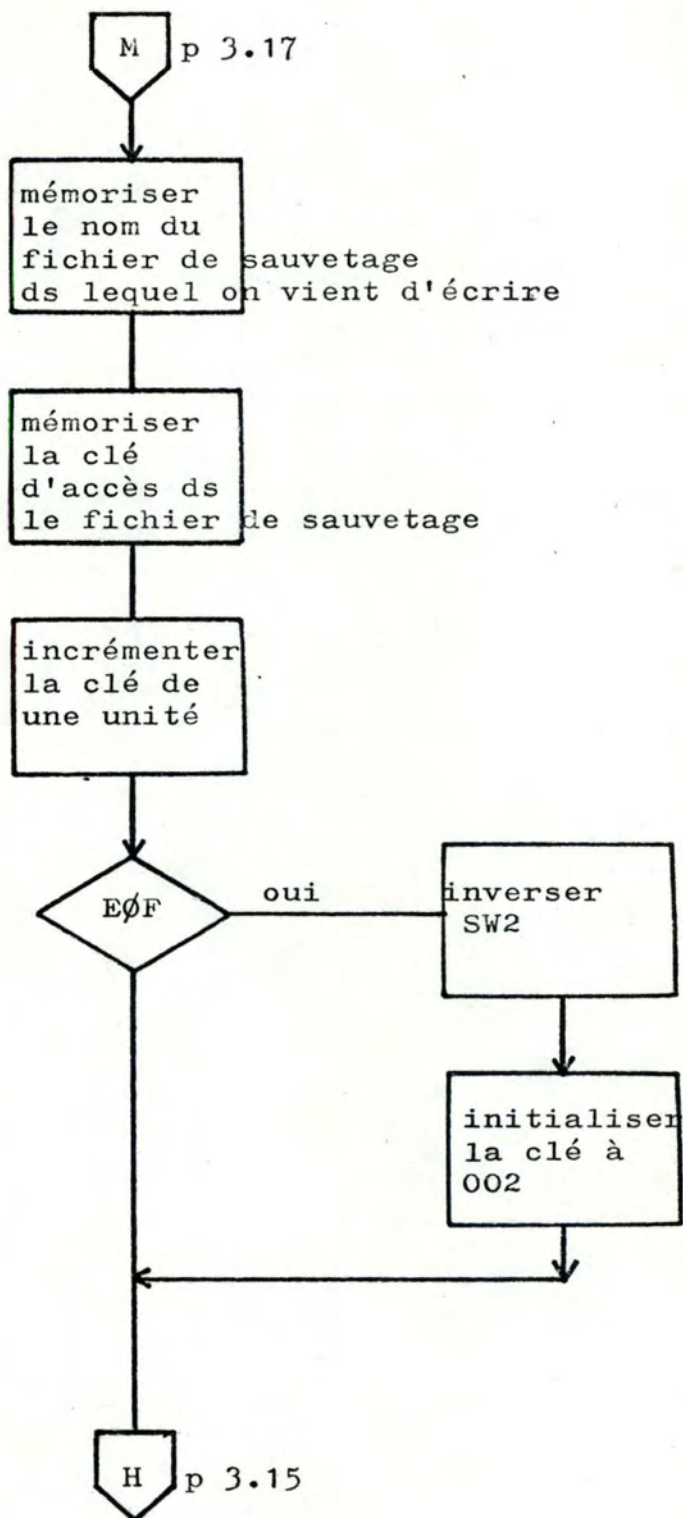 M p 3.17
mémoriser
le nom du
fichier de sauvetage
ds lequel on vient d'écrire
mémoriser
la clé
d'accès ds
le fichier de sauvetage
incrémenter
la clé de
une unité
EØF
oui
inverser
SW2
initialiser
la clé à
002
H p 3.15